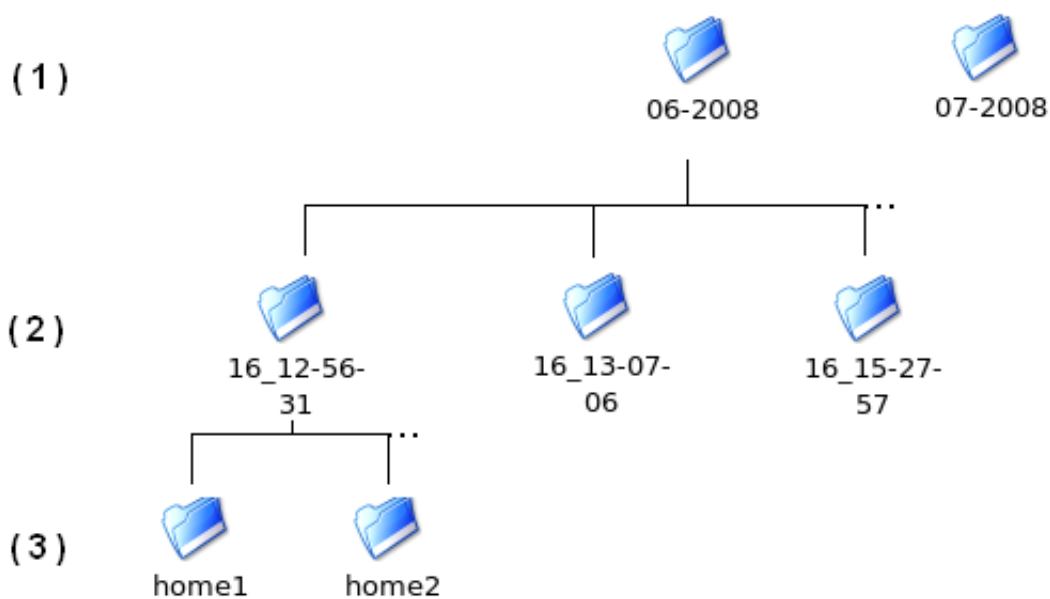 (1)
06-2008 07-2008
...
(2)
16_12-56- 16_13-07- 16_15-27-
31 06 57
...
(3)
home1 home2